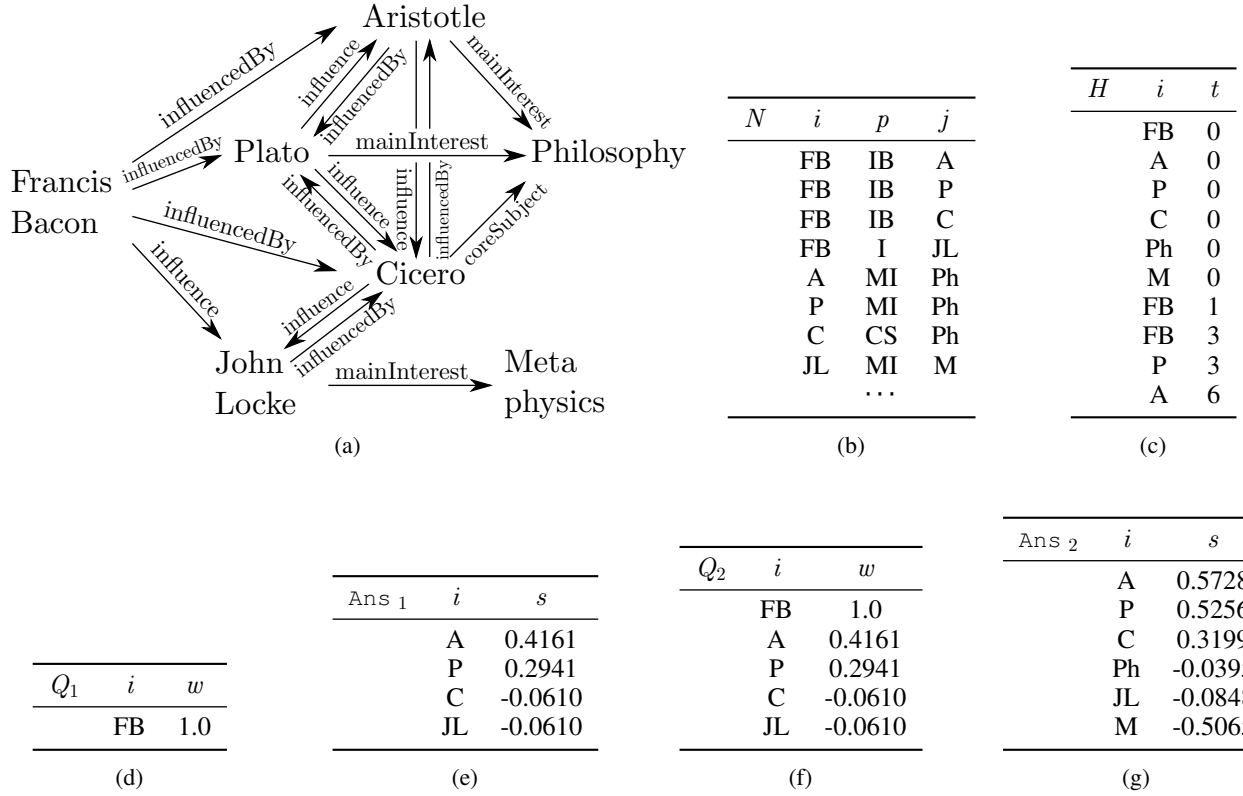 Aristotle
influencedBy
influence
influencedBy
mainInterest
influencedBy
Plato
mainInterest
Philosophy
Francis
Bacon
influencedBy
influence
influencedBy
influence
influencedBy
coreSubject
Cicero
influence
influence
influencedBy
John
Locke
mainInterest
Meta
physics
(a)
N i p j
FB IB A
FB IB P
FB IB C
FB I JL
A MI Ph
P MI Ph
C CS Ph
JL MI M
...
(b)
H i t
FB 0
A 0
P 0
C 0
Ph 0
M 0
FB 1
FB 3
P 3
A 6
(c)
Q1 i w
FB 1.0
(d)
Ans 1 i s
A 0.4161
P 0.2941
C -0.0610
JL -0.0610
(e)
Q2 i w
FB 1.0
A 0.4161
P 0.2941
C -0.0610
JL -0.0610
(f)
Ans 2 i s
A 0.5728
P 0.5256
C 0.3199
Ph
JL
M
(g)